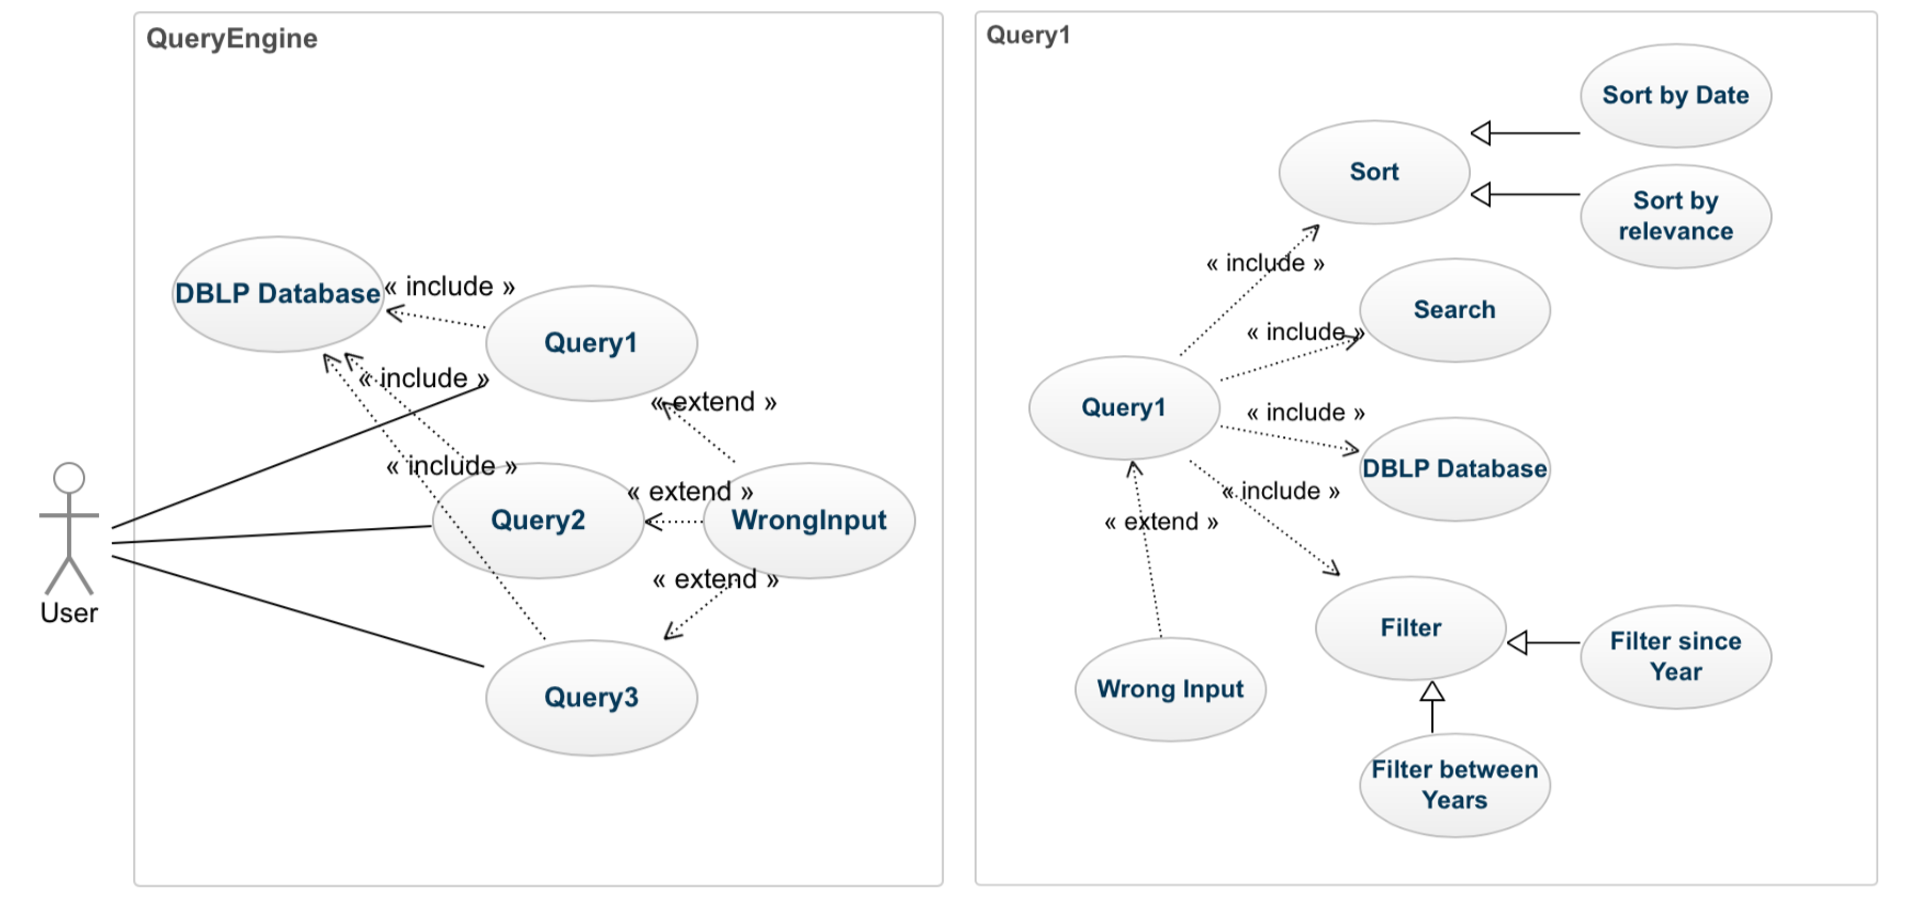 QueryEngine
DBLP Database
« include »
Query1
« include »
« extend »
« include »
Query2
« extend »
WrongInput
« extend »
User
Query3
Query1
Sort by Date
Sort
Sort by
relevance
« include »
Search
« include »
Query1
« include »
DBLP Database
« include »
« extend »
Filter
Filter since
Year
Wrong Input
Filter between
Years